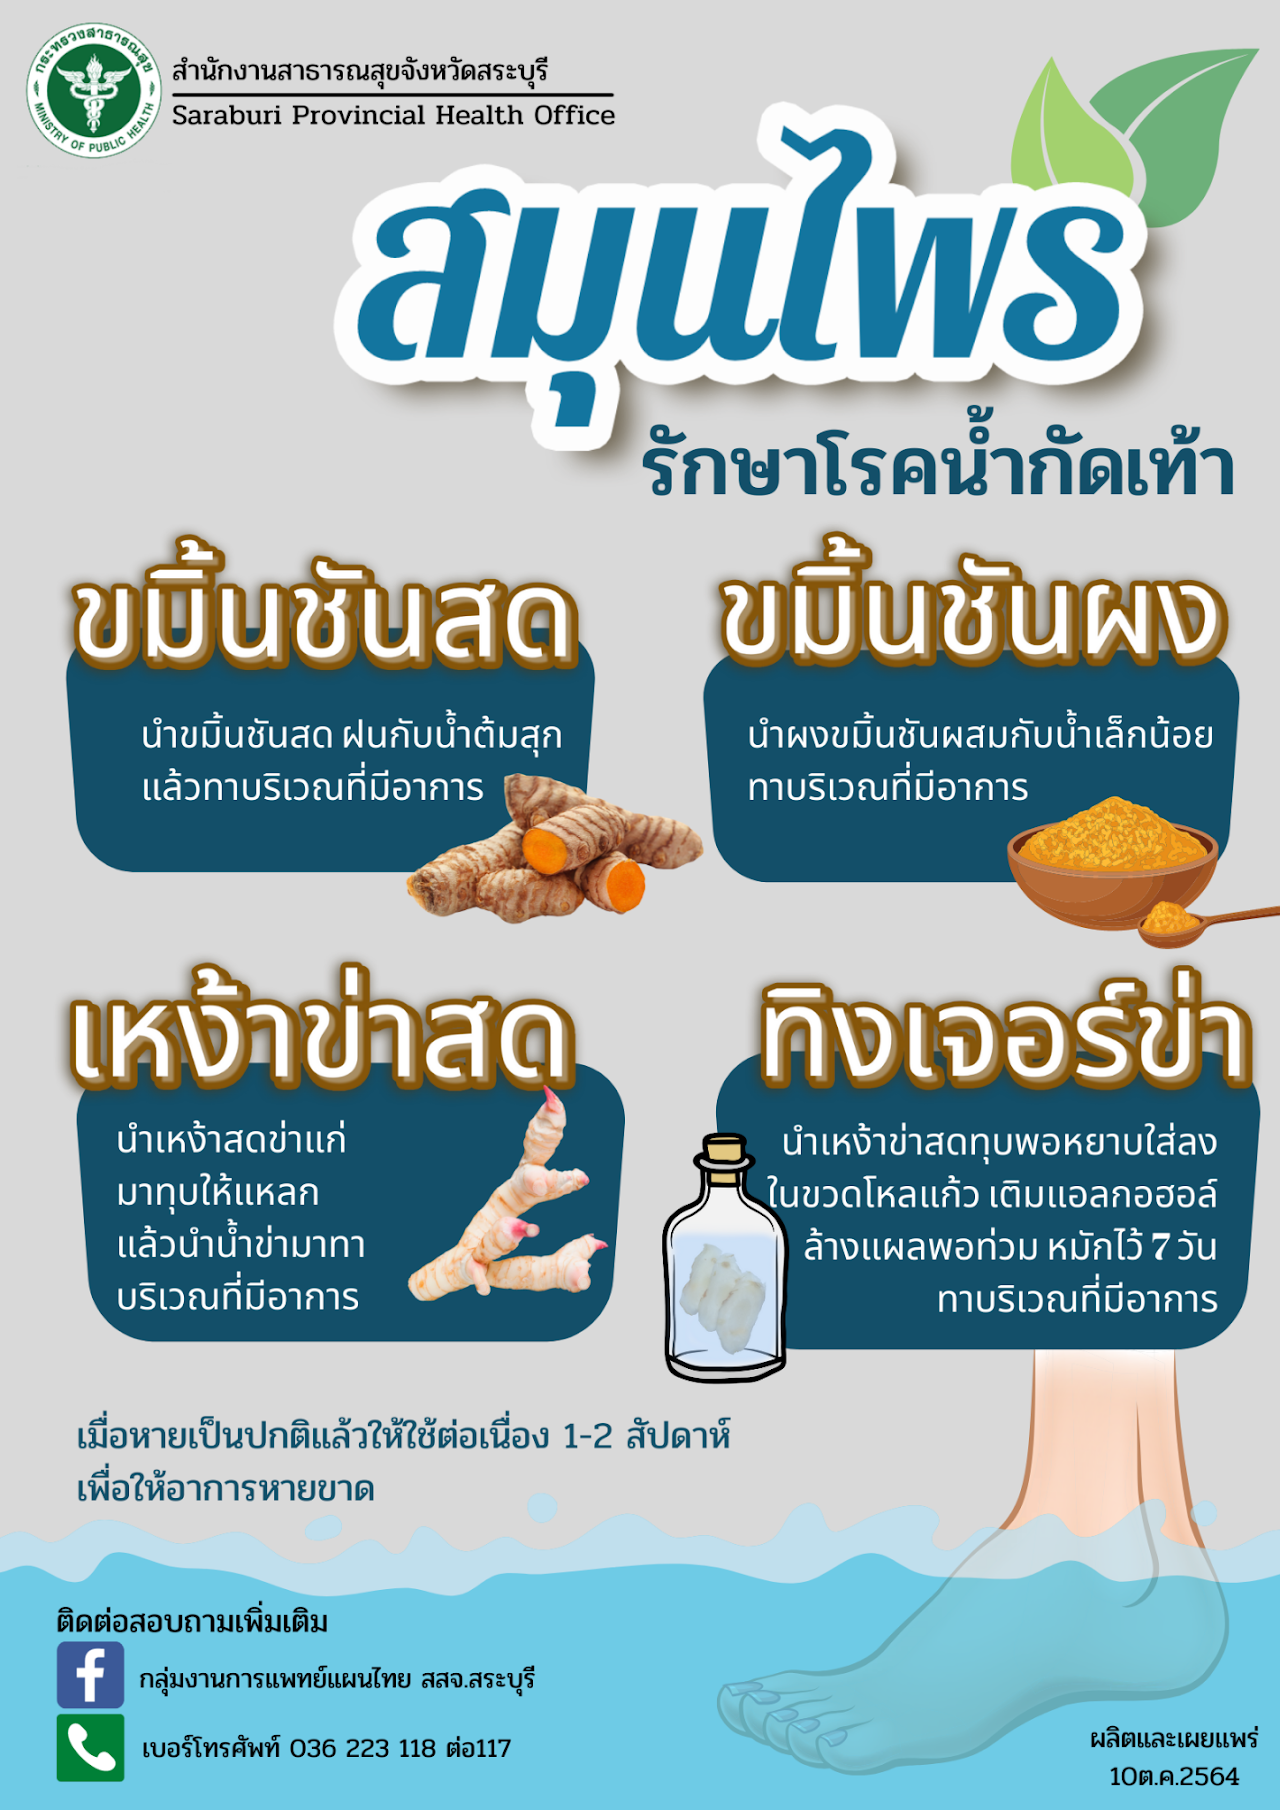 กระทรวงสาธารณสุข
MINISTRY OF PUBLIC HEALTH
สำนักงานสาธารณสุขจังหวัดสระบุรี
Saraburi Provincial Health Office
สมุนไพร
รักษาโรคน้ำกัดเท้า
ขมิ้นชันสด
นำขมิ้นชันสด ฝนกับน้ำต้มสุก
แล้วทาบริเวณที่มีอาการ
ขมิ้นชันผง
นำผงขมิ้นชันผสมกับน้ำเล็กน้อย
ทาบริเวณที่มีอาการ
เหง้าข่าสด
นำเหง้าสดข่าแก่
มาทุบให้แหลก
แล้วนำน้ำข่ามาทา
บริเวณที่มีอาการ
ทิงเจอร์ข่า
นำเหง้าข่าสดทุบพอหยาบใส่ลง
ในขวดโหลแก้ว เติมแอลกอฮอล์
ล้างแผลพอท่วม หมักไว้ 7 วัน
ทาบริเวณที่มีอาการ
เมื่อหายเป็นปกติแล้วให้ใช้ต่อเนื่อง 1-2 สัปดาห์
เพื่อให้อาการหายขาด
ติดต่อสอบถามเพิ่มเติม
กลุ่มงานการแพทย์แผนไทย สสจ.สระบุรี
เบอร์โทรศัพท์ 036 223 118 ต่อ117
ผลิตและเผยแพร่
10ต.ค.2564